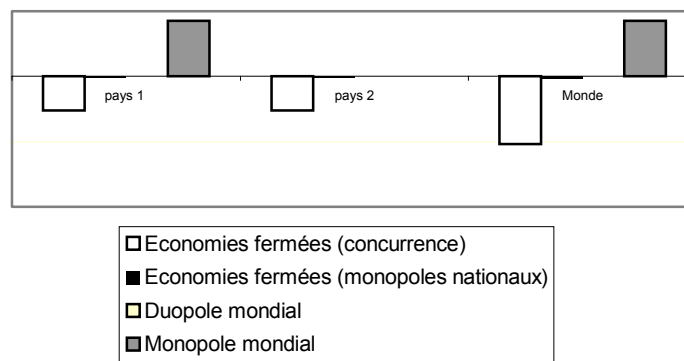 pays 1
pays 2
Monde
Economies fermées (concurrence)
Economies fermées (monopoles nationaux)
Duopole mondial
Monopole mondial